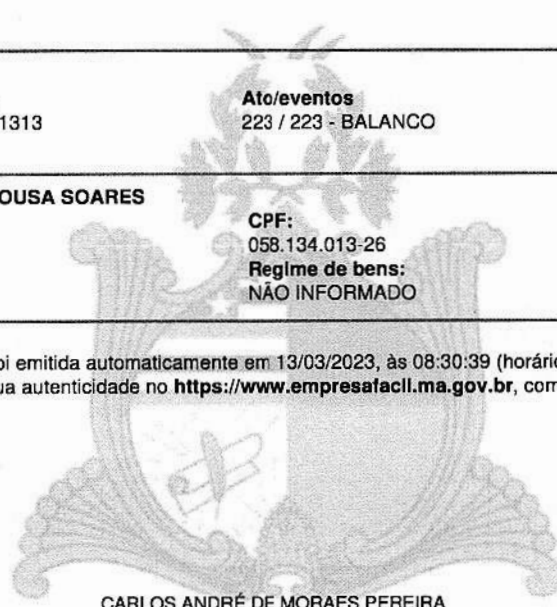 Ato/eventos
1313 223 / 223 - BALANCO
OUSA SOARES
CPF:
058.134.013-26
Regime de bens:
NÃO INFORMADO
oi emitida automaticamente em 13/03/2023, às 08:30:39 (horári
ua autenticidade no https://www.empresafacil.ma.gov.br, com
CARLOS ANDRÉ DE MORAES PEREIRA